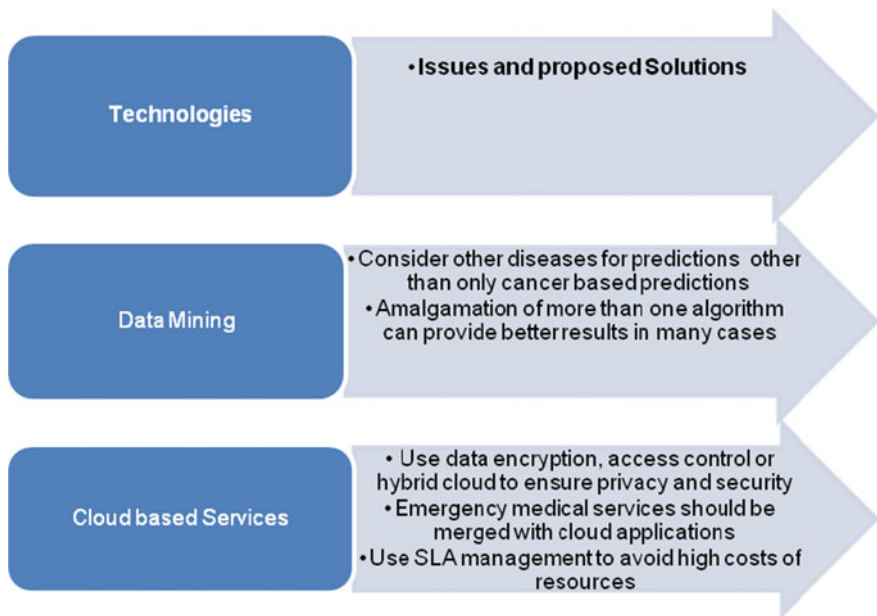 Technologies
• Issues and proposed Solutions
Data Mining
• Consider other diseases for predictions other
than only cancer based predictions
• Amalgamation of more than one algorithm
can provide better results in many cases
Cloud based Services
• Use data encryption, access control or
hybrid cloud to ensure privacy and security
• Emergency medical services should be
merged with cloud applications
• Use SLA management to avoid high costs of
resources